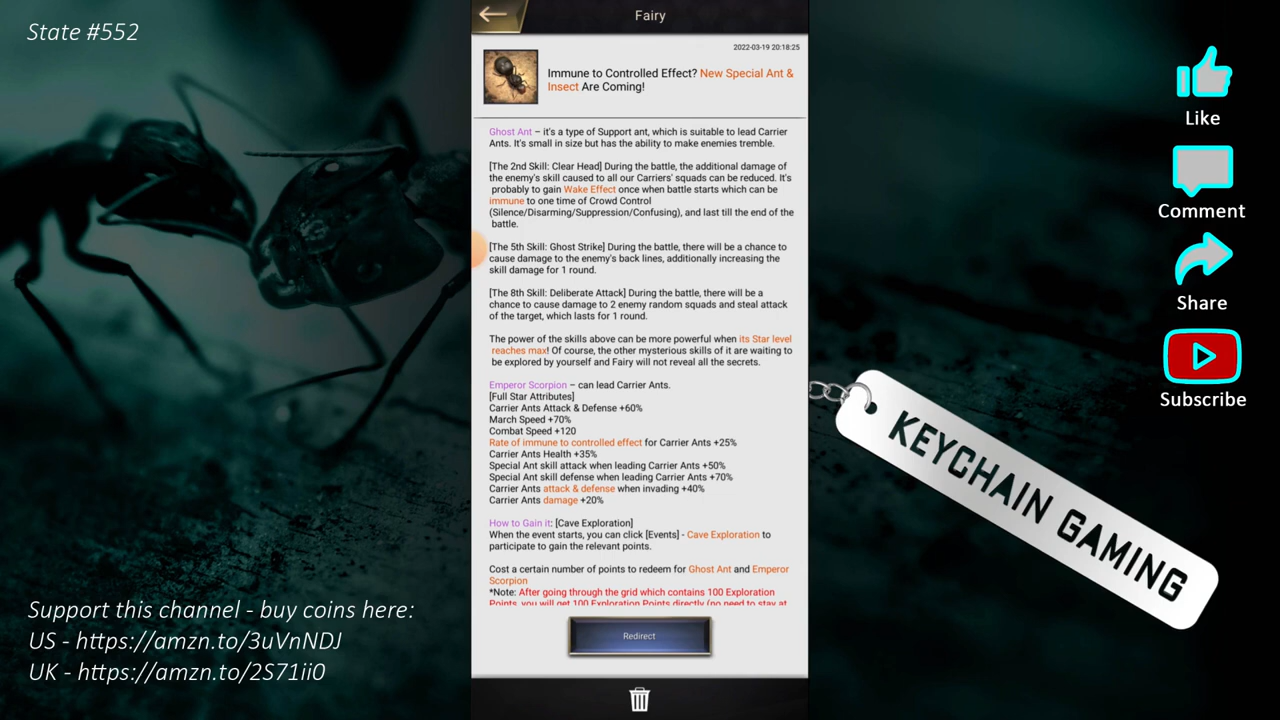 State #552
Fairy
2022-03-19 20:18:25
Immune to Controlled Effect? New Special Ant &
Insect Are Coming!
Ghost Ant – it's a type of Support ant, which is suitable to lead Carrier
Ants. It's small in size but has the ability to make enemies tremble.
[The 2nd Skill: Clear Head] During the battle, the additional damage of
the enemy's skill caused to all our Carriers' squads can be reduced. It's
probably to gain Wake Effect once when battle starts which can be
immune to one time of Crowd Control
(Silence/Disarming/Suppression/Confusing), and last till the end of the
battle.
[The 5th Skill: Ghost Strike] During the battle, there will be a chance to
cause damage to the enemy's back lines, additionally increasing the
skill damage for 1 round.
[The 8th Skill: Deliberate Attack] During the battle, there will be a
chance to cause damage to 2 enemy random squads and steal attack
of the target, which lasts for 1 round.
The power of the skills above can be more powerful when its Star level
reaches max! Of course, the other mysterious skills of it are waiting to
be explored by yourself and Fairy will not reveal all the secrets.
Emperor Scorpion – can lead Carrier Ants.
[Full Star Attributes]
Carrier Ants Attack & Defense +60%
March Speed +70%
Combat Speed +120
Rate of immune to controlled effect for Carrier Ants +25%
Carrier Ants Health +35%
Special Ant skill attack when leading Carrier Ants +50%
Special Ant skill defense when leading Carrier Ants +70%
Carrier Ants attack & defense when invading +40%
Carrier Ants damage +20%
How to Gain it: [Cave Exploration]
When the event starts, you can click [Events] - Cave Exploration to
participate to gain the relevant points.
Cost a certain number of points to redeem for Ghost Ant and Emperor
Scorpion
*Note: After going through the grid which contains 100 Exploration
Points, you will get 100 Exploration Points directly (no need to stay at
Redirect
Like
Comment
Share
Subscribe
KEYCHAIN GAMING
Support this channel - buy coins here:
US - https://amzn.to/3uVnNDJ
UK - https://amzn.to/2S71ii0